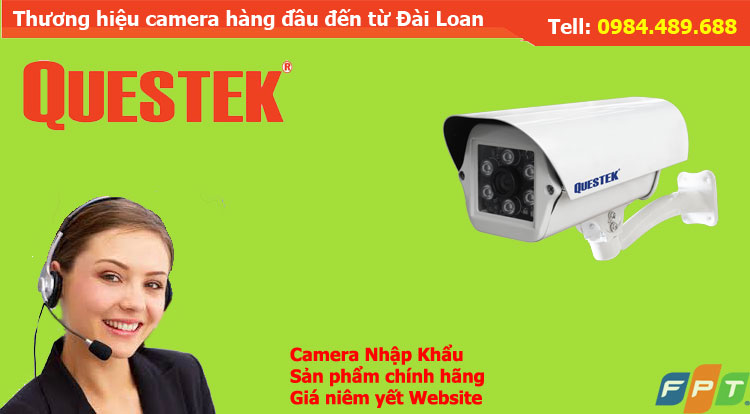 Thương hiệu camera hàng đầu đến từ Đài Loan
Tell: 0984.489.688
QUESTEK®
QUESTEK®
Camera Nhập Khẩu
Sản phẩm chính hãng
Giá niêm yết Website
FPT